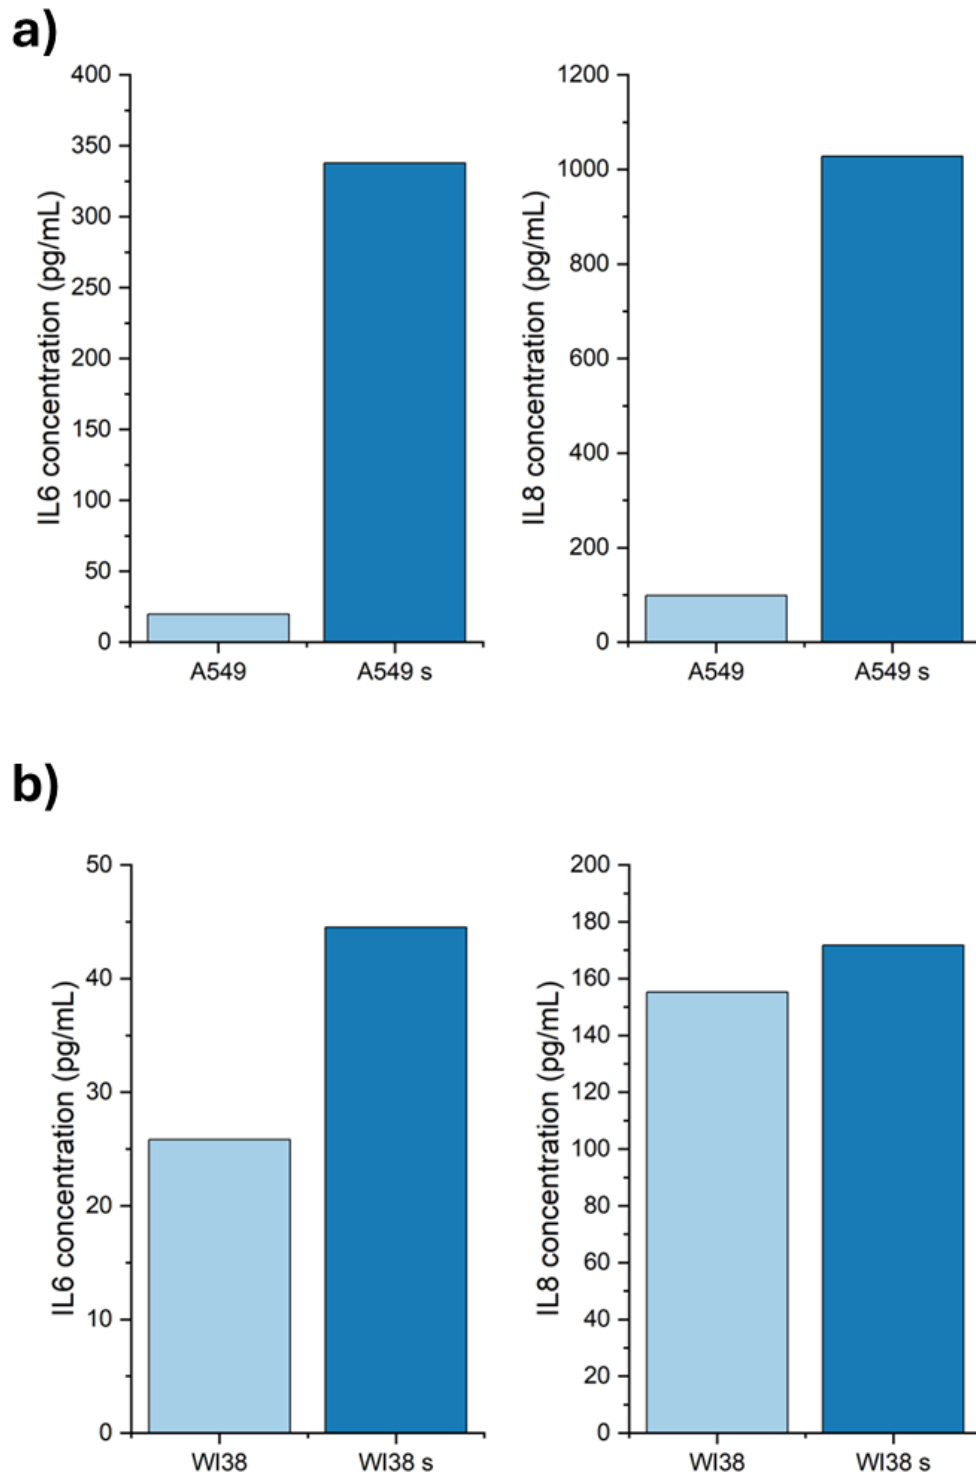 a)
IL6 concentration (pg/mL)
400
350
300
250
200
150
100
50
0
A549
A549 s
IL8 concentration (pg/mL)
1200
1000
800
600
400
200
0
A549
A549 s
b)
IL6 concentration (pg/mL)
50
40
30
20
10
0
WI38
WI38 s
IL8 concentration (pg/mL)
200
180
160
140
120
100
80
60
40
20
0
WI38
WI38 s